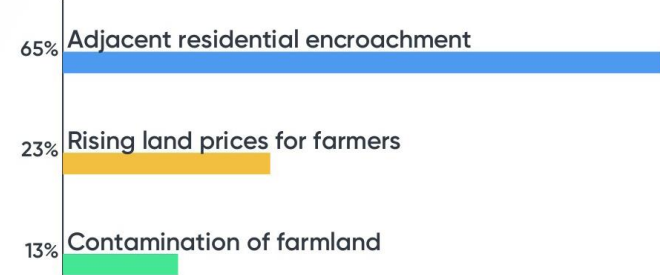 Adjacent residential encroachment
65%
Rising land prices for farmers
23%
Contamination of farmland
13%